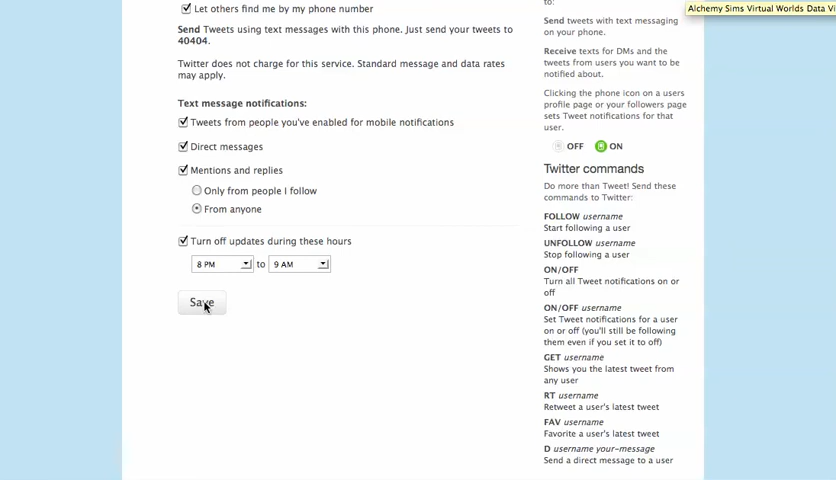 Let others find me by my phone number
Send Tweets using text messages with this phone. Just send your tweets to
40404.
Twitter does not charge for this service. Standard message and data rates
may apply.
Text message notifications:
Tweets from people you've enabled for mobile notifications
Direct messages
Mentions and replies
Only from people I follow
From anyone
Turn off updates during these hours
8 PM to 9 AM
Save
Alchemy Sims Virtual Worlds Data Vi
to:
Send tweets with text messaging
on your phone.
Receive texts for DMs and the
tweets from users you want to be
notified about.
Clicking the phone icon on a users
profile page or your followers page
sets Tweet notifications for that
user.
OFF ON
Twitter commands
Do more than Tweet! Send these
commands to Twitter:
FOLLOW username
Start following a user
UNFOLLOW username
Stop following a user
ON/OFF
Turn all Tweet notifications on or
off
ON/OFF username
Set Tweet notifications for a user
on or off (you'll still be following
them even if you set it to off)
GET username
Shows you the latest tweet from
any user
RT username
Retweet a user's latest tweet
FAV username
Favorite a user's latest tweet
D username your-message
Send a direct message to a user